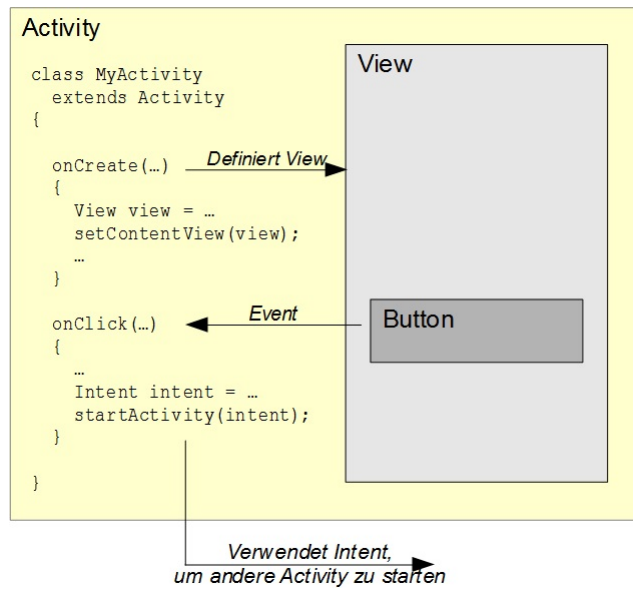 Activity
class MyActivity
extends Activity
{
onCreate(…)
{
View view = …
setContentView(view);
…
}
onClick(…)
{
…
Intent intent = …
startActivity(intent);
}
}
Definiert View
View
Event
Button
Verwendet Intent,
um andere Activity zu starten